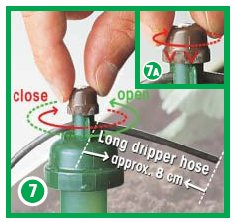 7A
close
open
Long dripper hose
approx.. 8 cm
7